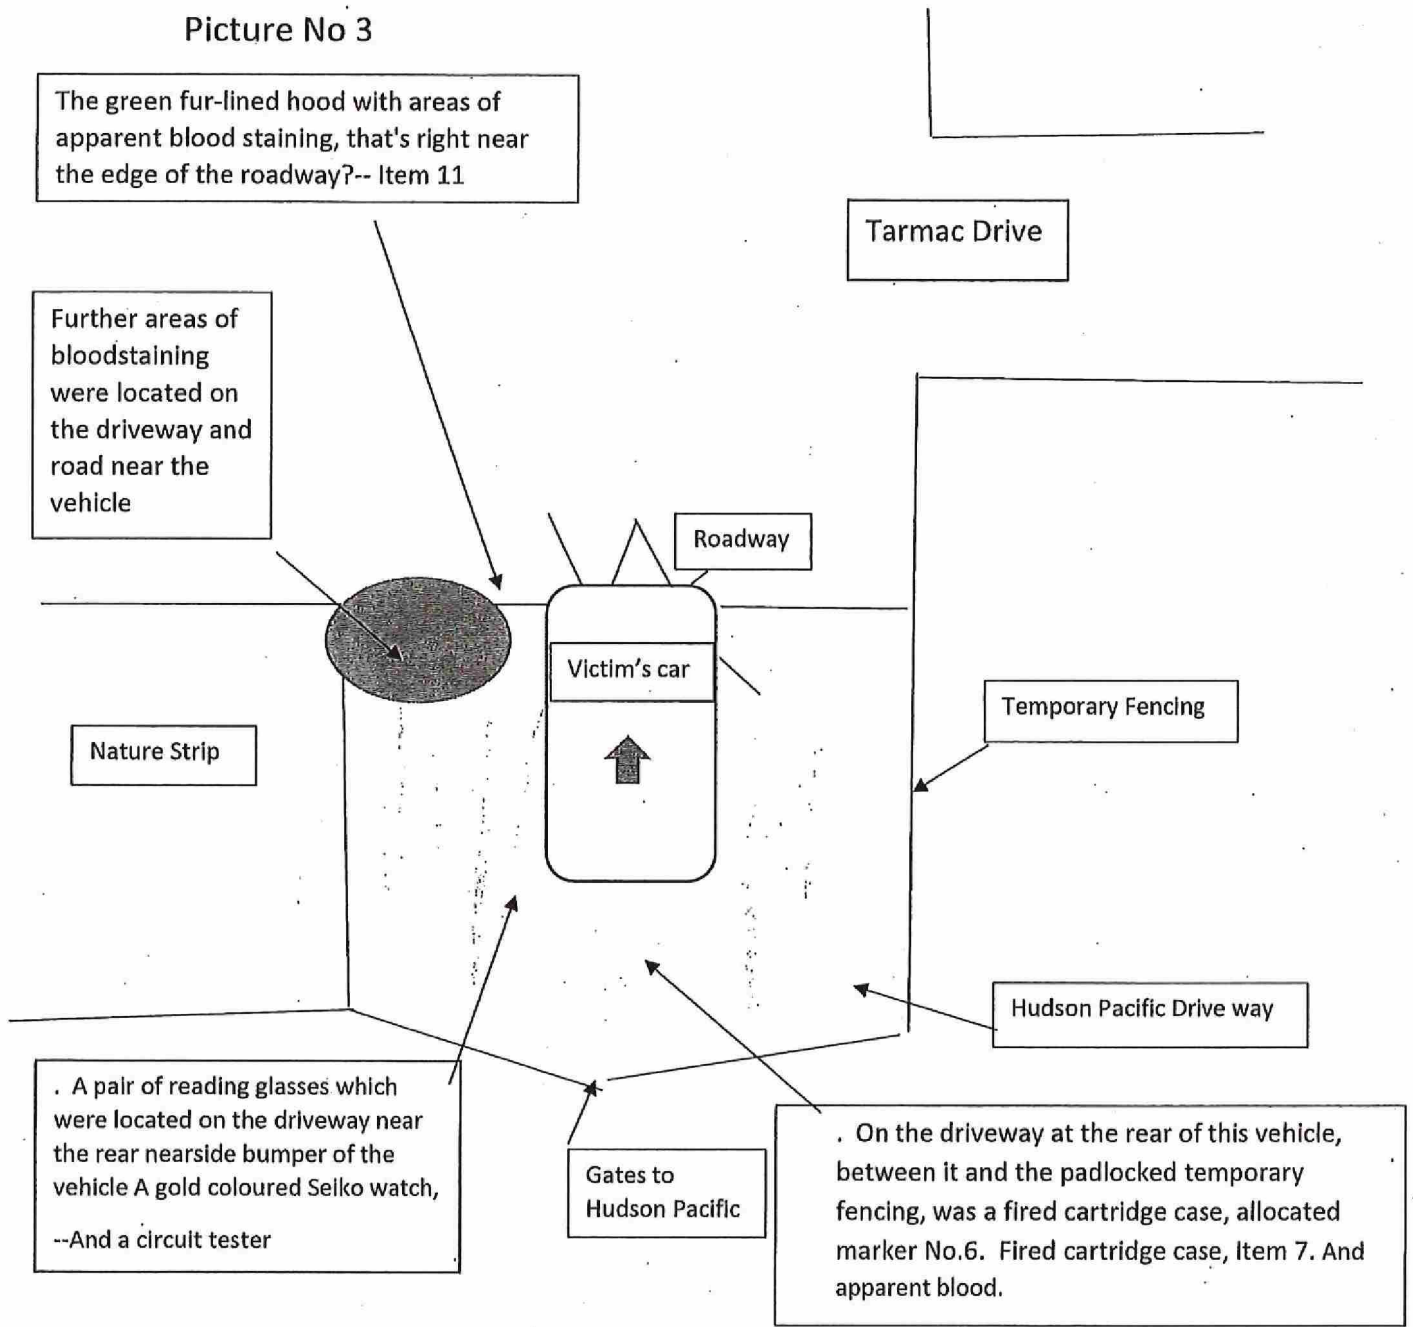 Picture No 3
The green fur-lined hood with areas of
apparent blood staining, that's right near
the edge of the roadway?-- Item 11
Tarmac Drive
Further areas of
bloodstaining
were located on
the driveway and
road near the
vehicle
Roadway
Victim's car
Temporary Fencing
Nature Strip
Hudson Pacific Drive way
. A pair of reading glasses which
were located on the driveway near
the rear nearside bumper of the
vehicle A gold coloured Seiko watch,
--And a circuit tester
Gates to
Hudson Pacific
. On the driveway at the rear of this vehicle,
between it and the padlocked temporary
fencing, was a fired cartridge case, allocated
marker No.6. Fired cartridge case, Item 7. And
apparent blood.